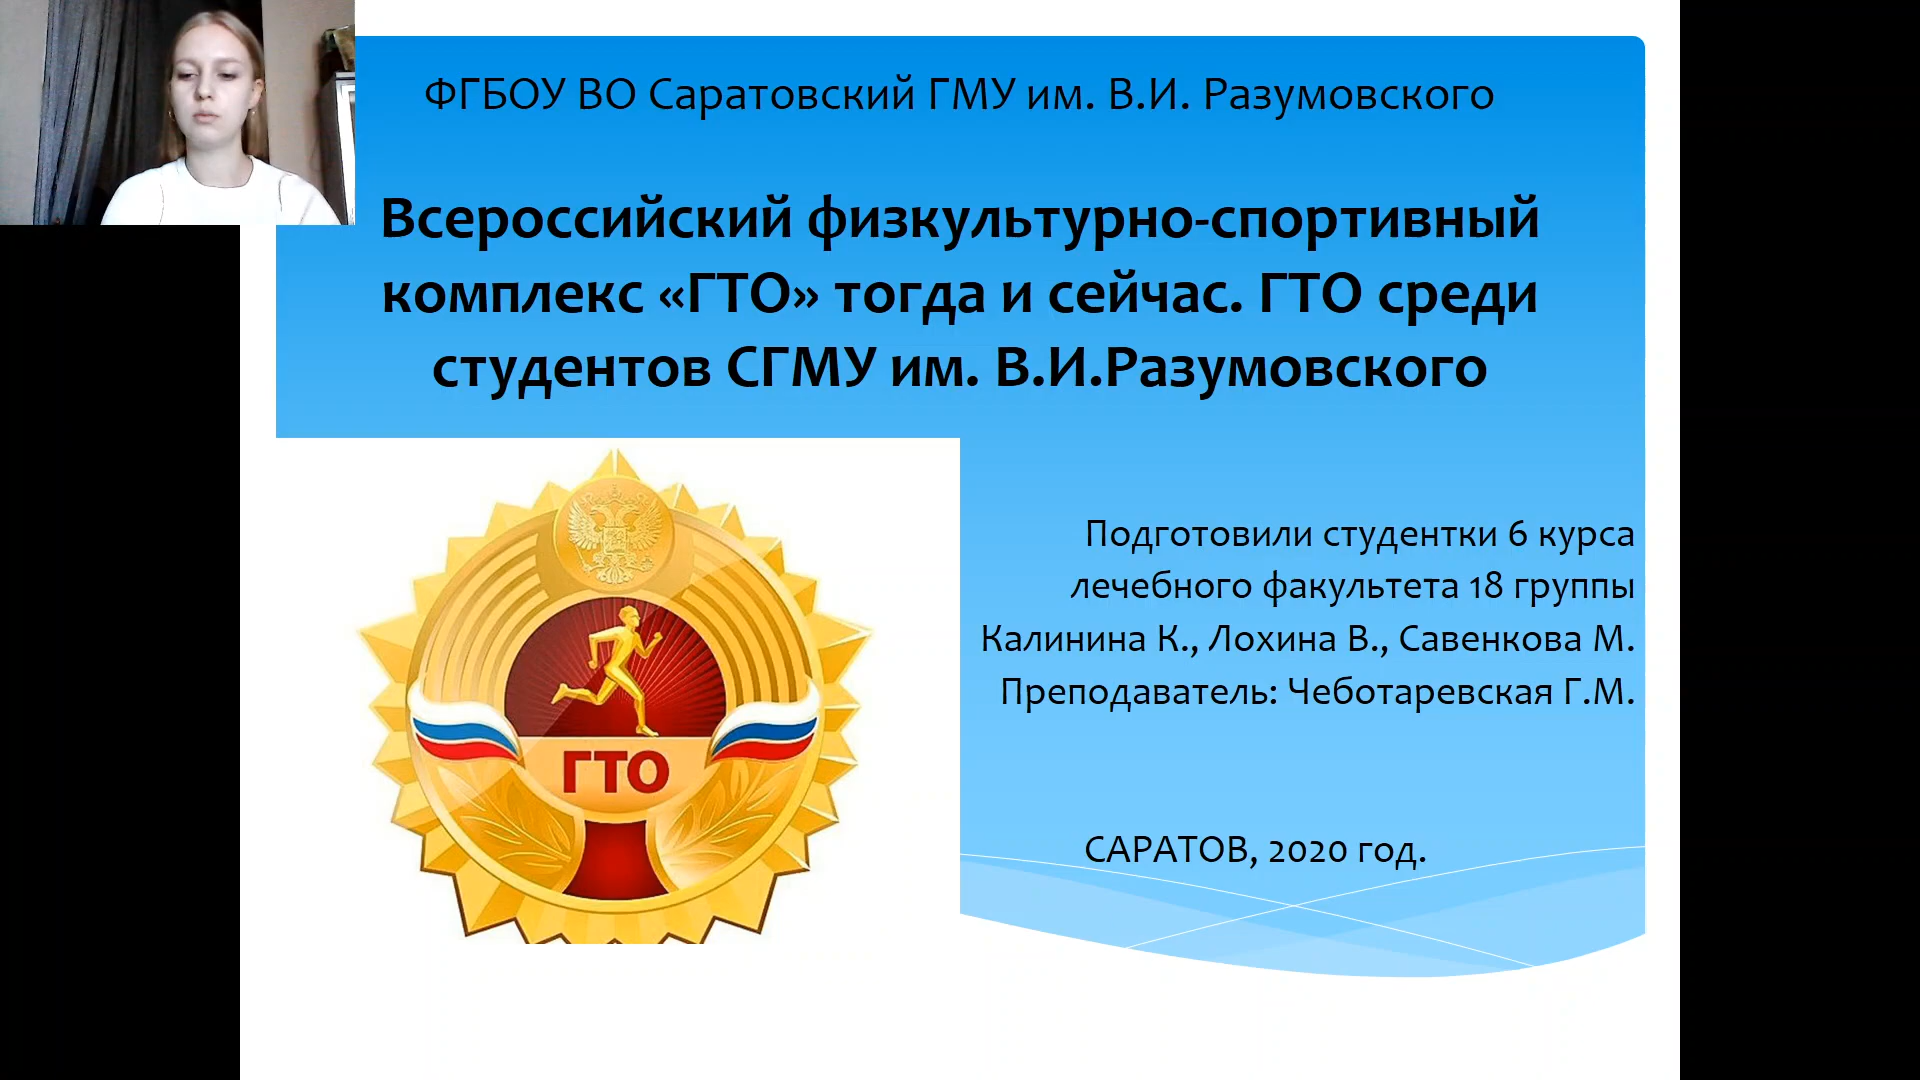 ФГБОУ ВО Саратовский ГМУ им. В.И. Разумовского
Всероссийский физкультурно-спортивный
комплекс «ГТО» тогда и сейчас. ГТО среди
студентов СГМУ им. В.И.Разумовского
ГТО
Подготовили студентки 6 курса
лечебного факультета 18 группы
Калинина К., Лохина В., Савенкова М.
Преподаватель: Чеботаревская Г.М.
САРАТОВ, 2020 год.